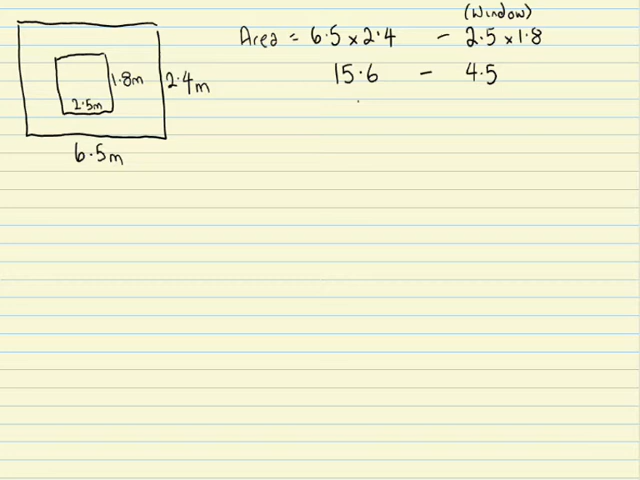 (Window)
Area = 6.5 x 2.4 - 2.5 x 1.8
15.6 - 4.5
1.8m
2.4m
2.5m
6.5m